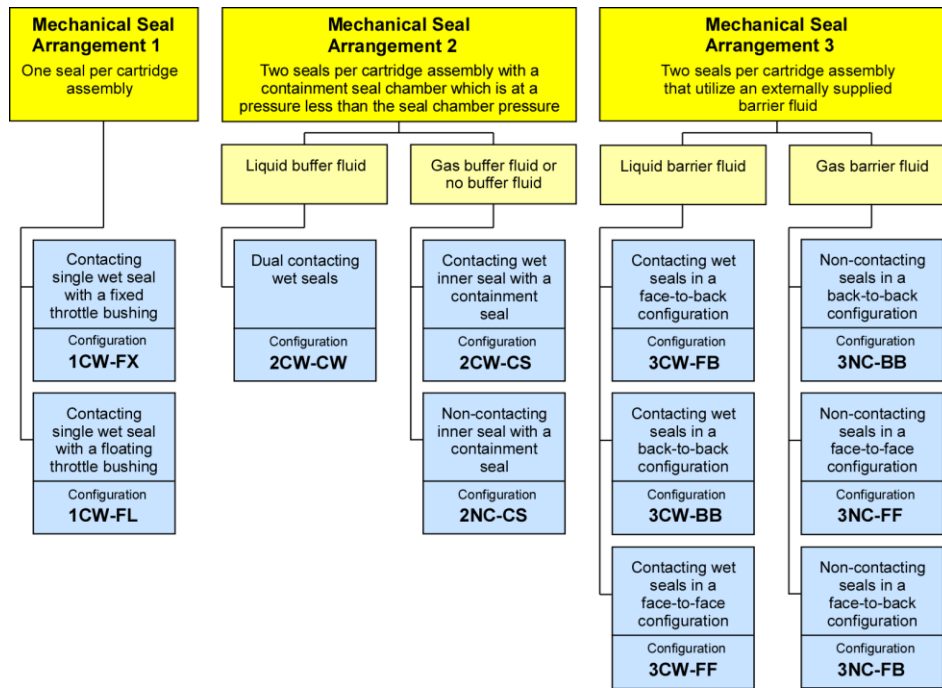 Mechanical Seal
Arrangement 1
One seal per cartridge
assembly
Mechanical Seal
Arrangement 2
Two seals per cartridge assembly with a
containment seal chamber which is at a
pressure less than the seal chamber pressure
Mechanical Seal
Arrangement 3
Two seals per cartridge assembly
that utilize an externally supplied
barrier fluid
Liquid buffer fluid
Gas buffer fluid or
no buffer fluid
Liquid barrier fluid
Gas barrier fluid
Contacting
single wet seal
with a fixed
throttle bushing
Configuration
1CW-FX
Dual contacting
wet seals
Configuration
2CW-CW
Contacting wet
inner seal with a
containment
seal
Configuration
2CW-CS
Contacting wet
seals in a
face-to-back
configuration
Configuration
3CW-FB
Non-contacting
seals in a
back-to-back
configuration
Configuration
3NC-BB
Contacting
single wet seal
with a floating
throttle bushing
Configuration
1CW-FL
Non-contacting
inner seal with a
containment
seal
Configuration
2NC-CS
Contacting wet
seals in a
back-to-back
configuration
Configuration
3CW-BB
Non-contacting
seals in a
face-to-face
configuration
Configuration
3NC-FF
Contacting wet
seals in a
face-to-face
configuration
Configuration
3CW-FF
Non-contacting
seals in a
face-to-back
configuration
Configuration
3NC-FB